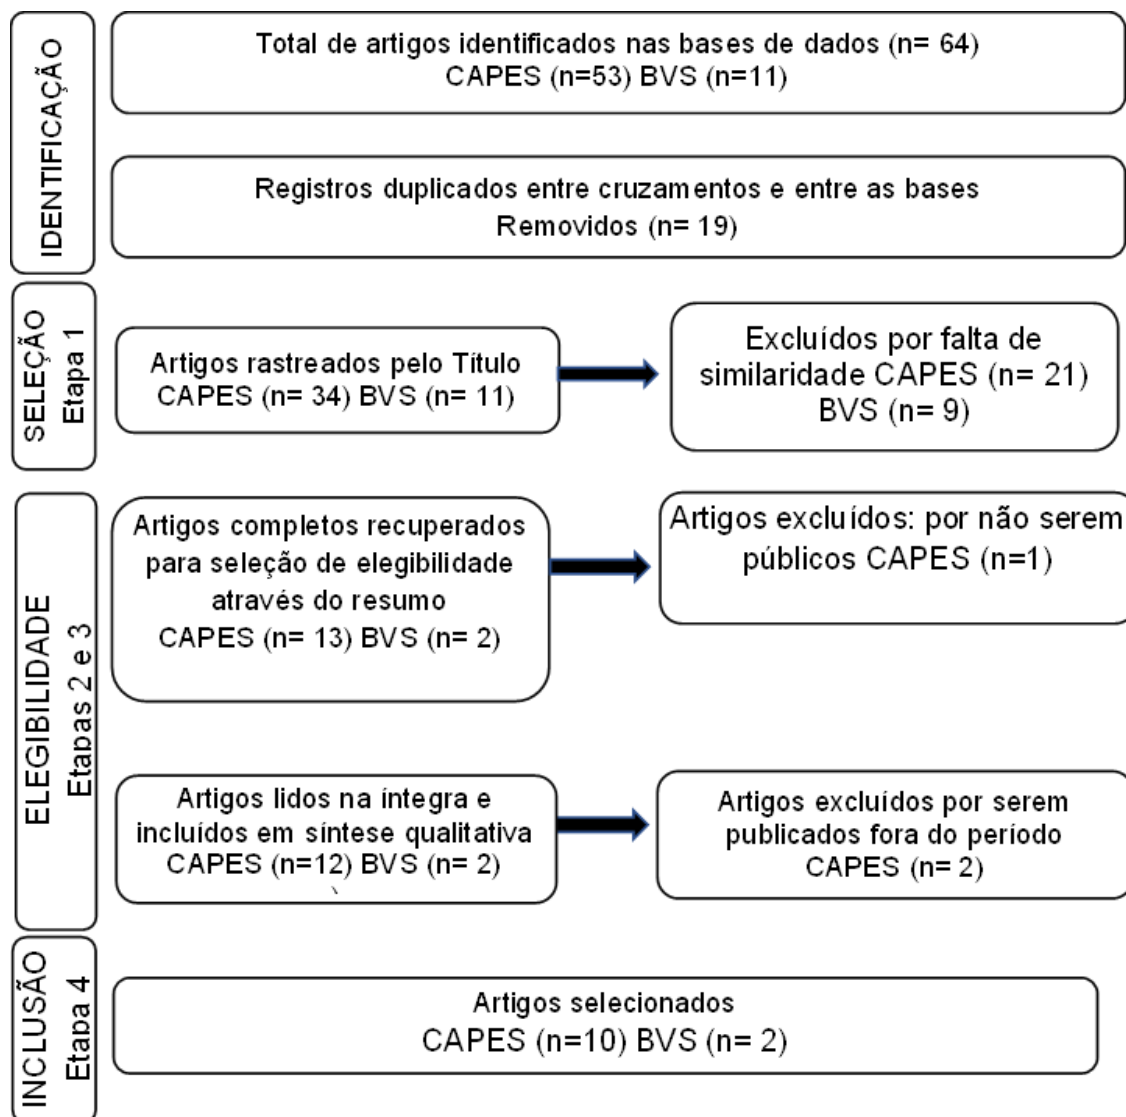 IDENTIFICAÇÃO
Total de artigos identificados nas bases de dados (n= 64)
CAPES (n=53) BVS (n=11)
Registros duplicados entre cruzamentos e entre as bases
Removidos (n= 19)
SELEÇÃO
Etapa 1
Artigos rastreados pelo Título
CAPES (n= 34) BVS (n= 11)
Excluídos por falta de
similaridade CAPES (n= 21)
BVS (n= 9)
ELEGIBILIDADE
Etapas 2 e 3
Artigos completos recuperados
para seleção de elegibilidade
através do resumo
CAPES (n= 13) BVS (n= 2)
Artigos excluídos: por não serem
públicos CAPES (n=1)
Artigos lidos na íntegra e
incluídos em síntese qualitativa
CAPES (n=12) BVS (n= 2)
Artigos excluídos por serem
publicados fora do período
CAPES (n= 2)
INCLUSÃO
Etapa 4
Artigos selecionados
CAPES (n=10) BVS (n= 2)